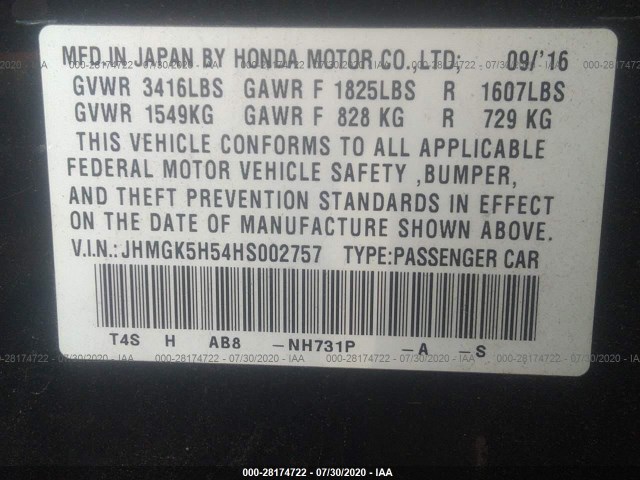 MFD.IN JAPAN BY HONDA MOTOR CO.,LTD; 09/'16
GVWR 3416LBS GAWR F 1825LBS R 1607LBS
GVWR 1549KG GAWR F 828 KG R 729 KG
THIS VEHICLE CONFORMS TO ALL APPLICABLE
FEDERAL MOTOR VEHICLE SAFETY ,BUMPER,
AND THEFT PREVENTION STANDARDS IN EFFECT
ON THE DATE OF MANUFACTURE SHOWN ABOVE.
V.I.N.:JHMGK5H54HS002757 TYPE:PASSENGER CAR
T4S H AB8 -NH731P -A -S
000-28174722 - 07/30/2020 - IAA